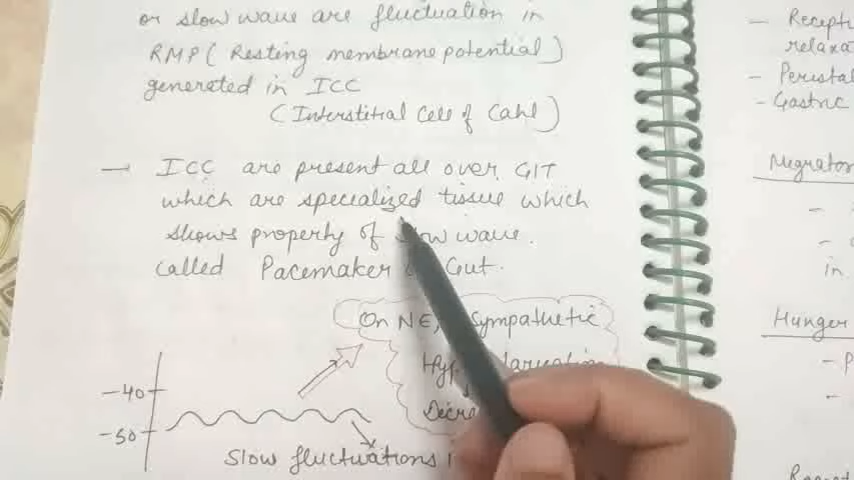 or slow wave are fluctuation in
RMP ( Resting membrane potential )
generated in ICC
( Interstitial Cell of Cahl )
— ICC are present all over GIT
which are specialized tissue which
shows property of slow wave.
called Pacemaker Gut.
On NE, Sympathetic
-40
-50
Slow fluctuations
- Recept
relaxa
- Peristal
- Gastric
Migrator
in
Hunger
- P